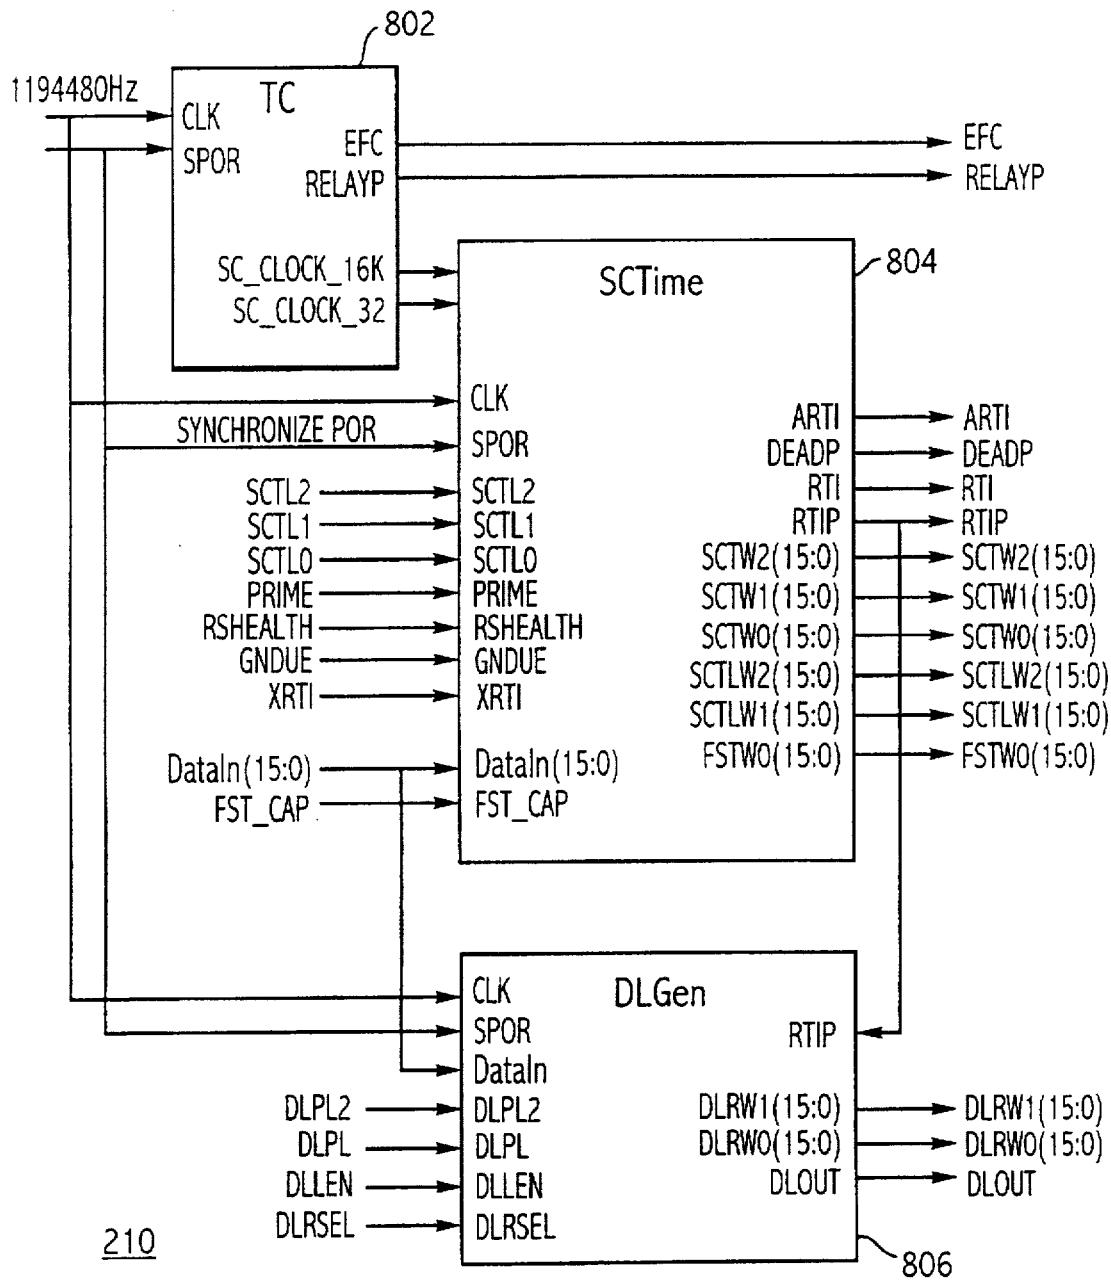 802
1194480Hz
TC
CLK
SPOR
EFC
RELAYP
EFC
RELAYP
SC_CLOCK_16K
SC_CLOCK_32
SCTime
804
CLK
SYNCHRONIZE POR
SPOR
ARTI
ARTI
DEADP
DEADP
SCTL2
SCTL2
RTI
RTI
SCTL1
SCTL1
RTIP
RTIP
SCTL0
SCTL0
SCTW2(15:0)
SCTW2(15:0)
PRIME
PRIME
SCTW1(15:0)
SCTW1(15:0)
RSHEALTH
RSHEALTH
SCTW0(15:0)
SCTW0(15:0)
GNDUE
GNDUE
SCTLW2(15:0)
SCTLW2(15:0)
XRTI
XRTI
SCTLW1(15:0)
SCTLW1(15:0)
DataIn(15:0)
DataIn(15:0)
FSTW0(15:0)
FSTW0(15:0)
FST_CAP
FST_CAP
CLK
DLGen
SPOR
RTIP
DataIn
DLPL2
DLPL2
DLRW1(15:0)
DLRW1(15:0)
DLPL
DLPL
DLRW0(15:0)
DLRW0(15:0)
DLLEN
DLLEN
DLOUT
DLOUT
DLRSEL
DLRSEL
210
806